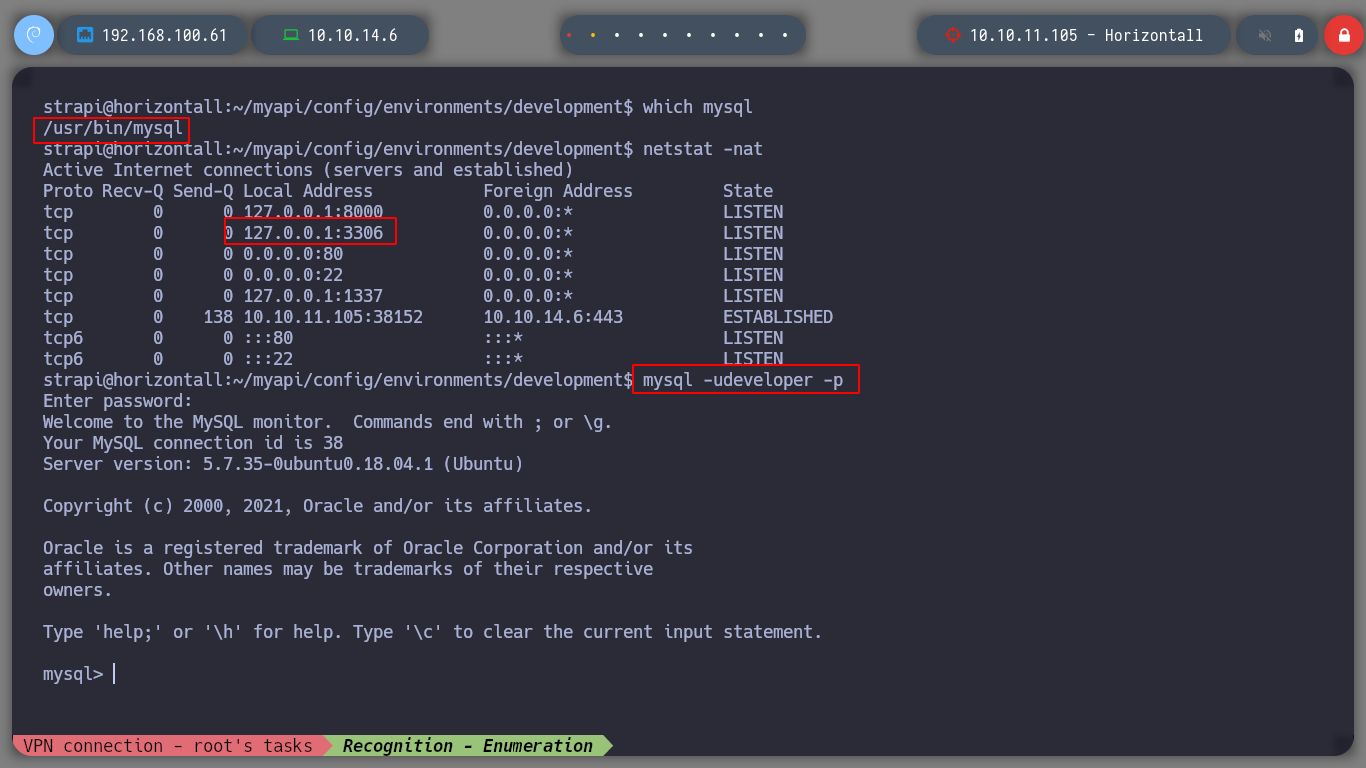 192.168.100.61 10.10.14.6 10.10.11.105 - Horizontall
strapi@horizontall:~/myapi/config/environments/development$ which mysql
/usr/bin/mysql
strapi@horizontall:~/myapi/config/environments/development$ netstat -nat
Active Internet connections (servers and established)
Proto Recv-Q Send-Q Local Address Foreign Address State
tcp 0 0 127.0.0.1:8000 0.0.0.0:* LISTEN
tcp 0 0 127.0.0.1:3306 0.0.0.0:* LISTEN
tcp 0 0 0.0.0.0:80 0.0.0.0:* LISTEN
tcp 0 0 0.0.0.0:22 0.0.0.0:* LISTEN
tcp 0 0 127.0.0.1:1337 0.0.0.0:* LISTEN
tcp 0 138 10.10.11.105:38152 10.10.14.6:443 ESTABLISHED
tcp6 0 0 :::80 :::* LISTEN
tcp6 0 0 :::22 :::* LISTEN
strapi@horizontall:~/myapi/config/environments/development$ mysql -udeveloper -p
Enter password:
Welcome to the MySQL monitor.  Commands end with ; or \g.
Your MySQL connection id is 38
Server version: 5.7.35-0ubuntu0.18.04.1 (Ubuntu)
Copyright (c) 2000, 2021, Oracle and/or its affiliates.
Oracle is a registered trademark of Oracle Corporation and/or its
affiliates. Other names may be trademarks of their respective
owners.
Type 'help;' or '\h' for help. Type '\c' to clear the current input statement.
mysql>
VPN connection - root's tasks Recognition - Enumeration